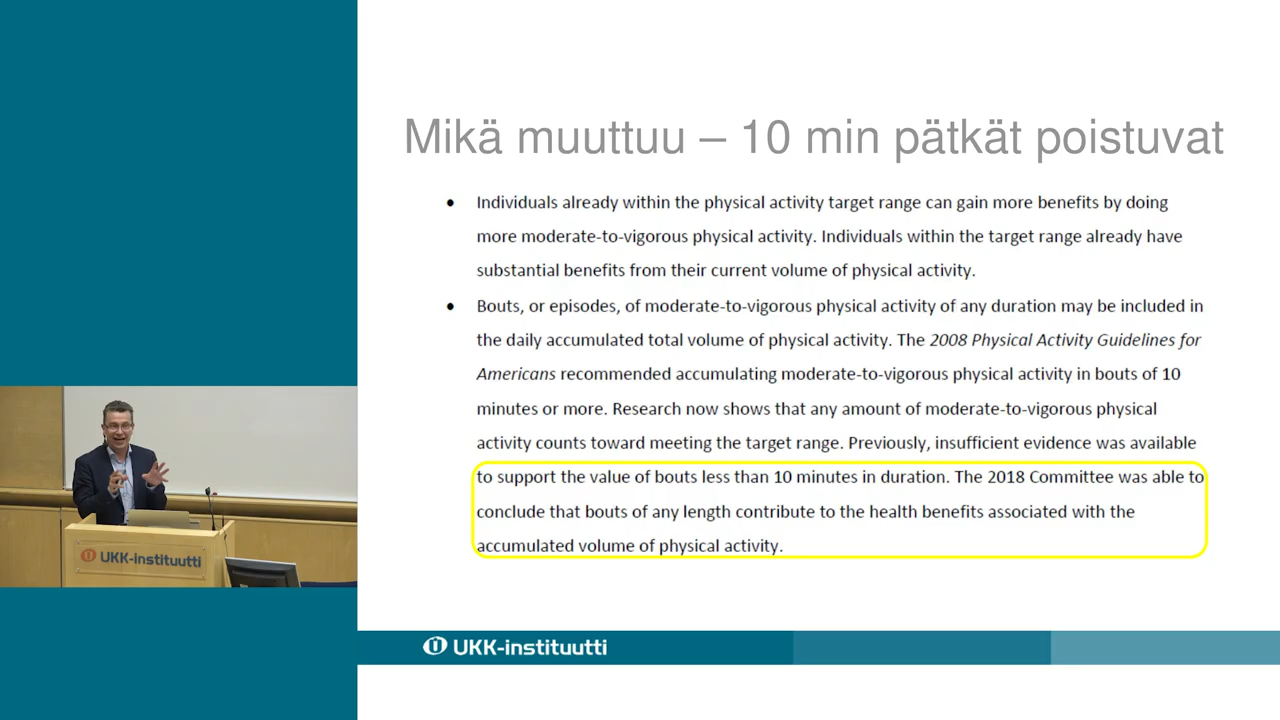 Mikä muuttuu – 10 min pätkät poistuvat
• Individuals already within the physical activity target range can gain more benefits by doing
more moderate-to-vigorous physical activity. Individuals within the target range already have
substantial benefits from their current volume of physical activity.
• Bouts, or episodes, of moderate-to-vigorous physical activity of any duration may be included in
the daily accumulated total volume of physical activity. The 2008 Physical Activity Guidelines for
Americans recommended accumulating moderate-to-vigorous physical activity in bouts of 10
minutes or more. Research now shows that any amount of moderate-to-vigorous physical
activity counts toward meeting the target range. Previously, insufficient evidence was available
to support the value of bouts less than 10 minutes in duration. The 2018 Committee was able to
conclude that bouts of any length contribute to the health benefits associated with the
accumulated volume of physical activity.
UKK-instituutti
UKK-instituutti